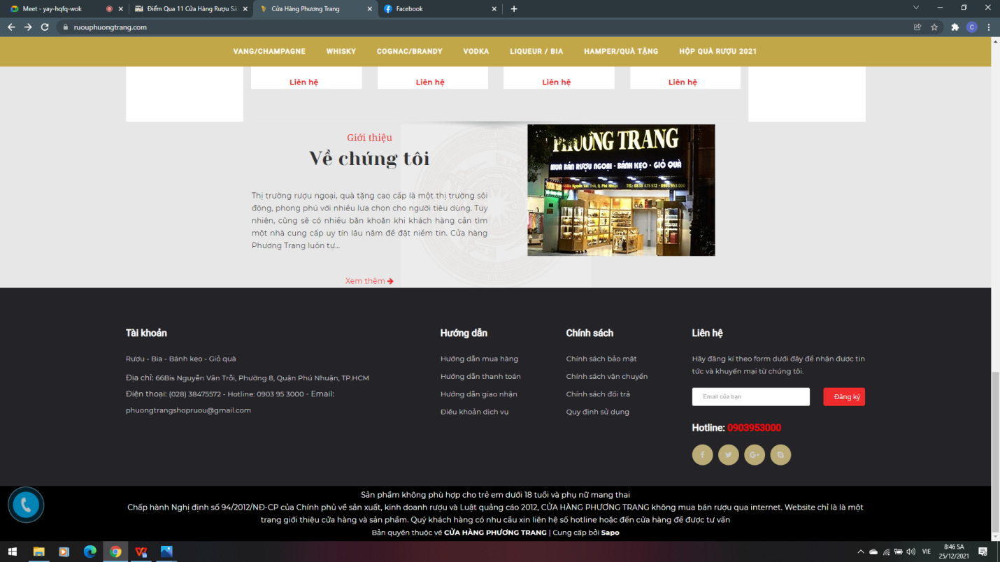 Meet - yay-hqfq-wok
Điểm Qua 11 Cửa Hàng Rượu
Cửa Hàng Phương Trang
Facebook
ruouphuongtrang.com
C
VANG/CHAMPAGNE WHISKY COGNAC/BRANDY VODKA LIQUEUR / BIA HAMPER/QUÀ TẶNG HỘP QUÀ RƯỢU 2021
Liên hệ Liên hệ Liên hệ Liên hệ
Giới thiệu
Về chúng tôi
Thị trường rượu ngoại, quà tặng cao cấp là một thị trường sôi
động, phong phú với nhiều lựa chọn cho người tiêu dùng. Tuy
nhiên, cũng sẽ có nhiều băn khoăn khi khách hàng cần tìm
một nhà cung cấp uy tín lâu năm để đặt niềm tin. Cửa hàng
Phương Trang luôn tự...
Xem thêm
PHƯƠNG TRANG
MUA BÁN RƯỢU NGOẠI - BÁNH KẸO - GIỎ QUÀ
Nguyễn Văn Trỗi, Q. Phú Nhuận TEL: 0838 475 572 - 0903 953 000
Tài khoản
Rượu - Bia - Bánh kẹo - Giỏ quà
Địa chỉ: 66Bis Nguyễn Văn Trỗi, Phường 8, Quận Phú Nhuận, TP.HCM
Điện thoại: (028) 38475572 - Hotline: 0903 95 3000 - Email:
phuongtrangshopruou@gmail.com
Hướng dẫn
Hướng dẫn mua hàng
Hướng dẫn thanh toán
Hướng dẫn giao nhận
Điều khoản dịch vụ
Chính sách
Chính sách bảo mật
Chính sách vận chuyển
Chính sách đổi trả
Quy định sử dụng
Liên hệ
Hãy đăng kí theo form dưới đây để nhận được tin
tức và khuyến mại từ chúng tôi.
Email của bạn
Đăng ký
Hotline: 0903953000
Sản phẩm không phù hợp cho trẻ em dưới 18 tuổi và phụ nữ mang thai
Chấp hành Nghị định số 94/2012/NĐ-CP của Chính phủ về sản xuất, kinh doanh rượu và Luật quảng cáo 2012, CỬA HÀNG PHƯƠNG TRANG không mua bán rượu qua internet. Website chỉ là là một
trang giới thiệu cửa hàng và sản phẩm. Quý khách hàng có nhu cầu xin liên hệ số hotline hoặc đến cửa hàng để được tư vấn
Bản quyền thuộc về CỬA HÀNG PHƯƠNG TRANG | Cung cấp bởi Sapo
VIE
8:46 SA
25/12/2021